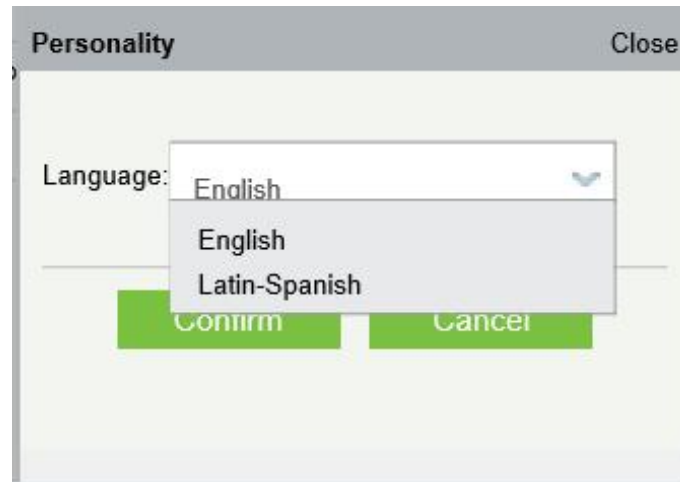 Personality Close
Language: English
English
Latin-Spanish
Confirm Cancel